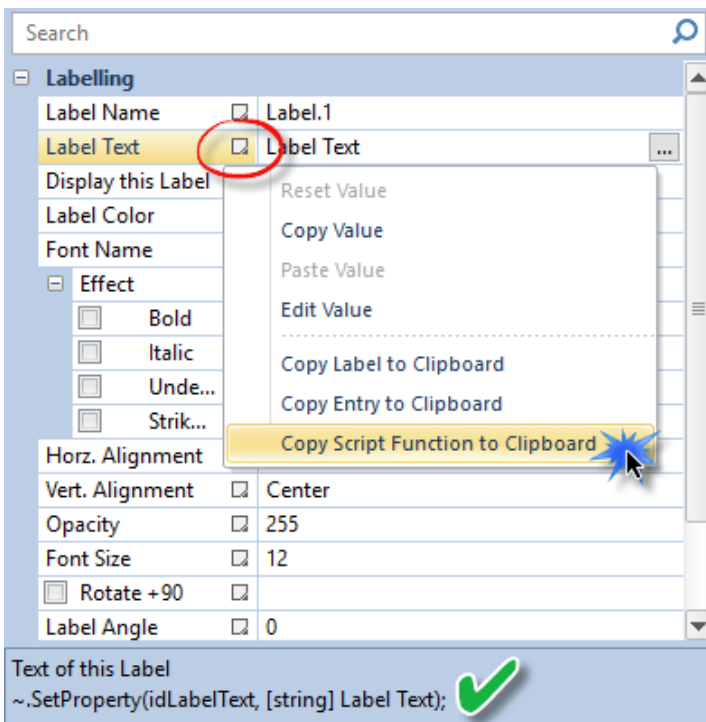 Search
Labelling
Label Name Label.1
Label Text Label Text ...
Display this Label
Reset Value
Label Color
Copy Value
Font Name
Paste Value
Effect
Edit Value
Bold
Italic
Copy Label to Clipboard
Unde...
Copy Entry to Clipboard
Strik...
Copy Script Function to Clipboard
Horz. Alignment
Vert. Alignment Center
Opacity 255
Font Size 12
Rotate +90
Label Angle 0
Text of this Label
~.SetProperty(idLabelText, [string] Label Text);